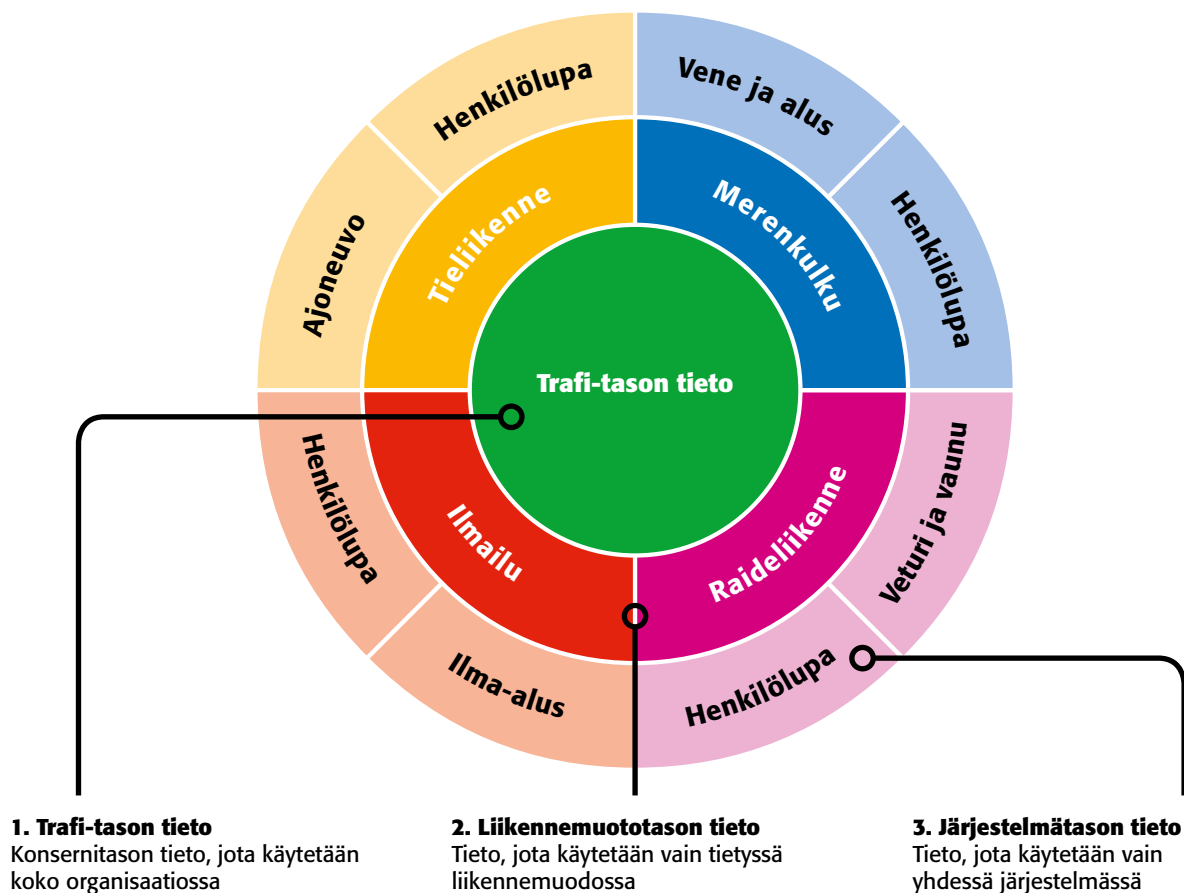 Henkilölupa
Vene ja alus
Ajoneuvo
Tieliikenne
Merenkulku
Henkilölupa
Trafi-tason tieto
Henkilölupa
Ilmailu
Raideliikenne
Veturi ja vaunu
Ilma-alus
Henkilölupa
1. Trafi-tason tieto
Konsernitason tieto, jota käytetään
koko organisaatiossa
2. Liikennemuototason tieto
Tieto, jota käytetään vain tietyssä
liikennemuodossa
3. Järjestelmätason tieto
Tieto, jota käytetään vain
yhdessä järjestelmässä